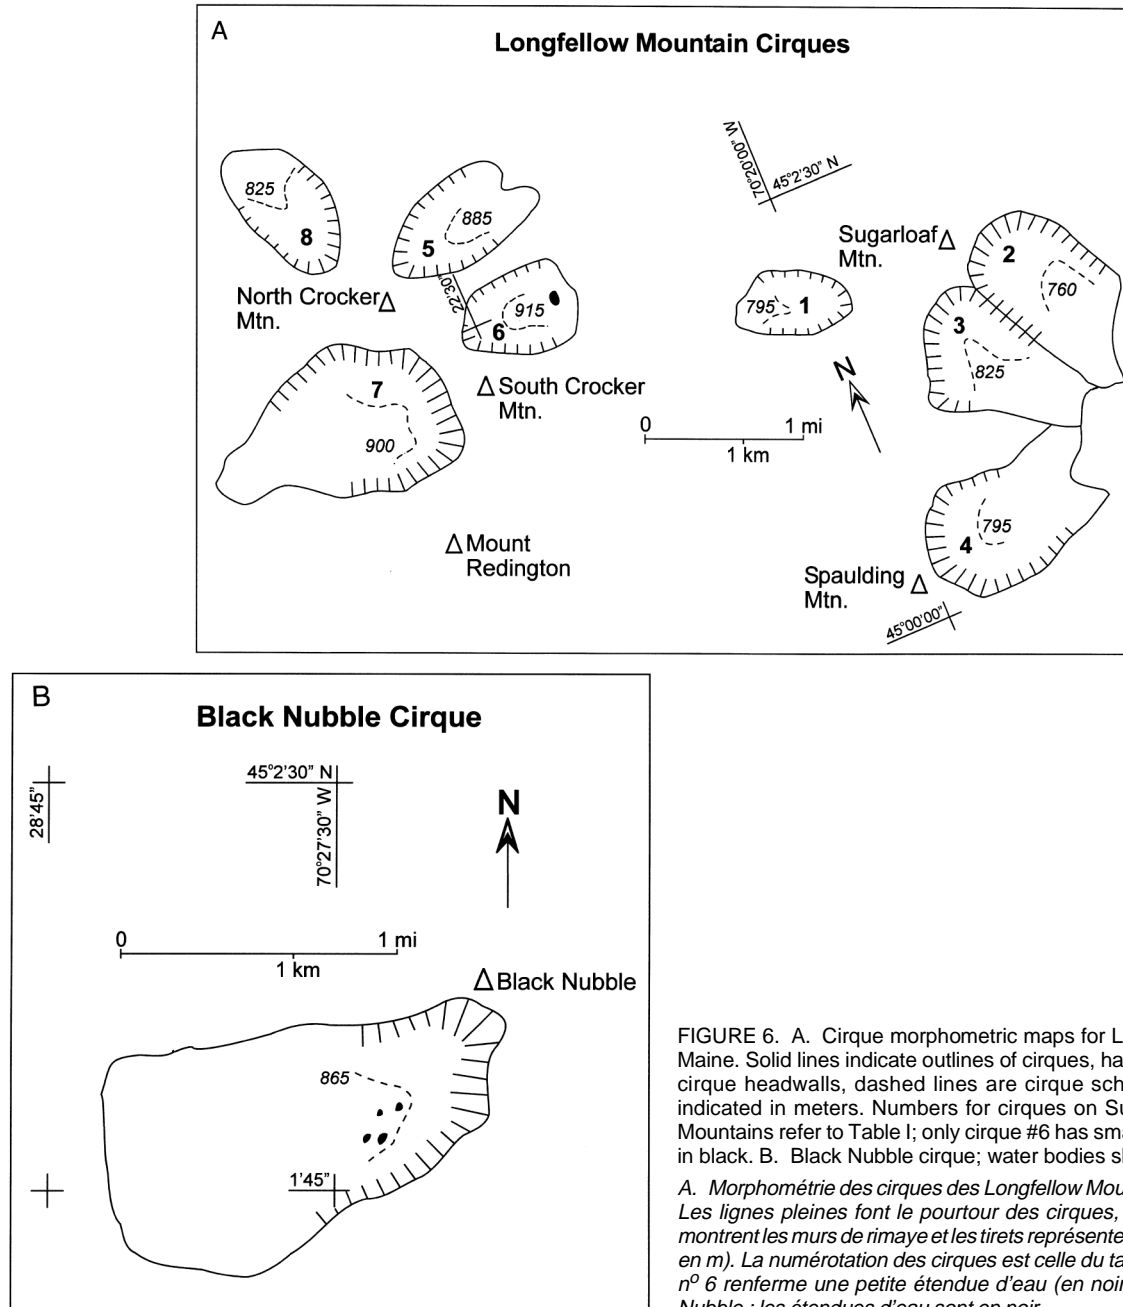 A
Longfellow Mountain Cirques
70°20'00" W
45°2'30" N
825
8
885
5
Sugarloaf
Mtn.
2
760
North Crocker
Mtn.
22'30"
915
6
795
1
3
825
7
900
South Crocker
Mtn.
N
0
1 mi
1 km
Mount
Redington
795
4
Spaulding
Mtn.
45°00'00"
B
Black Nubble Cirque
28'45"
45°2'30" N
70°27'30" W
N
0
1 mi
1 km
Black Nubble
865
1'45"
FIGURE 6. A. Cirque morphometric maps for L
Maine. Solid lines indicate outlines of cirques, ha
cirque headwalls, dashed lines are cirque sch
indicated in meters. Numbers for cirques on Su
Mountains refer to Table I; only cirque #6 has sma
in black. B. Black Nubble cirque; water bodies s
A. Morphométrie des cirques des Longfellow Mou
Les lignes pleines font le pourtour des cirques,
montrent les murs de rimaye et les tirets représente
en m). La numérotation des cirques est celle du ta
nº 6 renferme une petite étendue d'eau (en noir
Nubble : les étendues d'eau sont en noir.